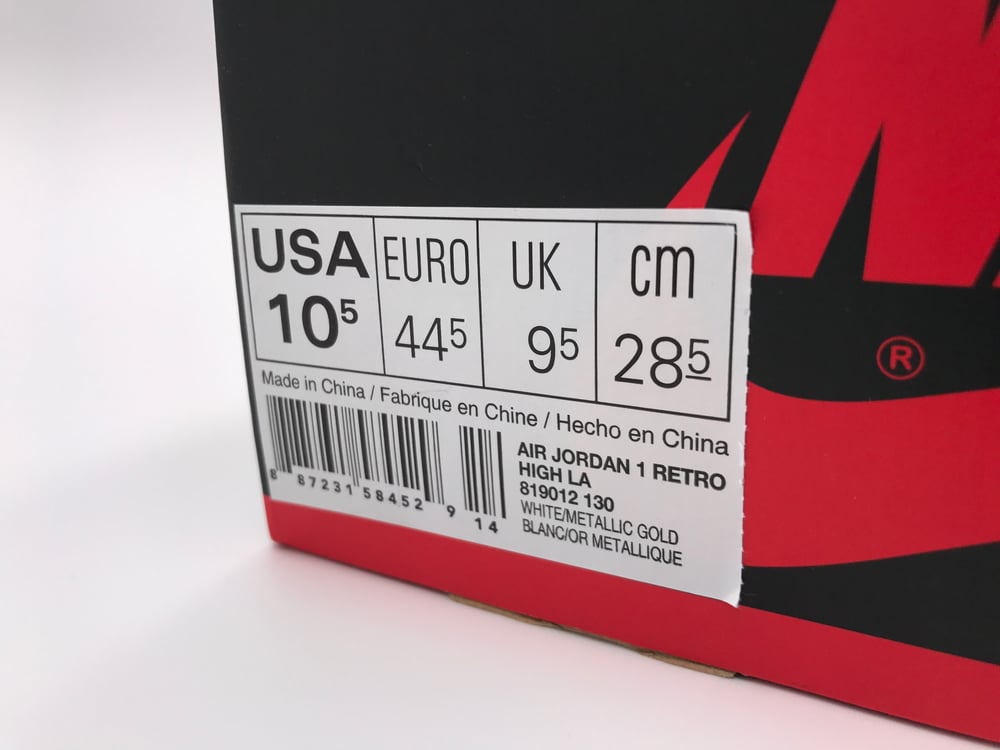 USA EURO UK cm
10⁵ 44⁵ 9⁵ 28⁵
Made in China / Fabrique en Chine / Hecho en China
8 87231 58452 9 14
AIR JORDAN 1 RETRO
HIGH LA
819012 130
WHITE/METALLIC GOLD
BLANC/OR METALLIQUE
®